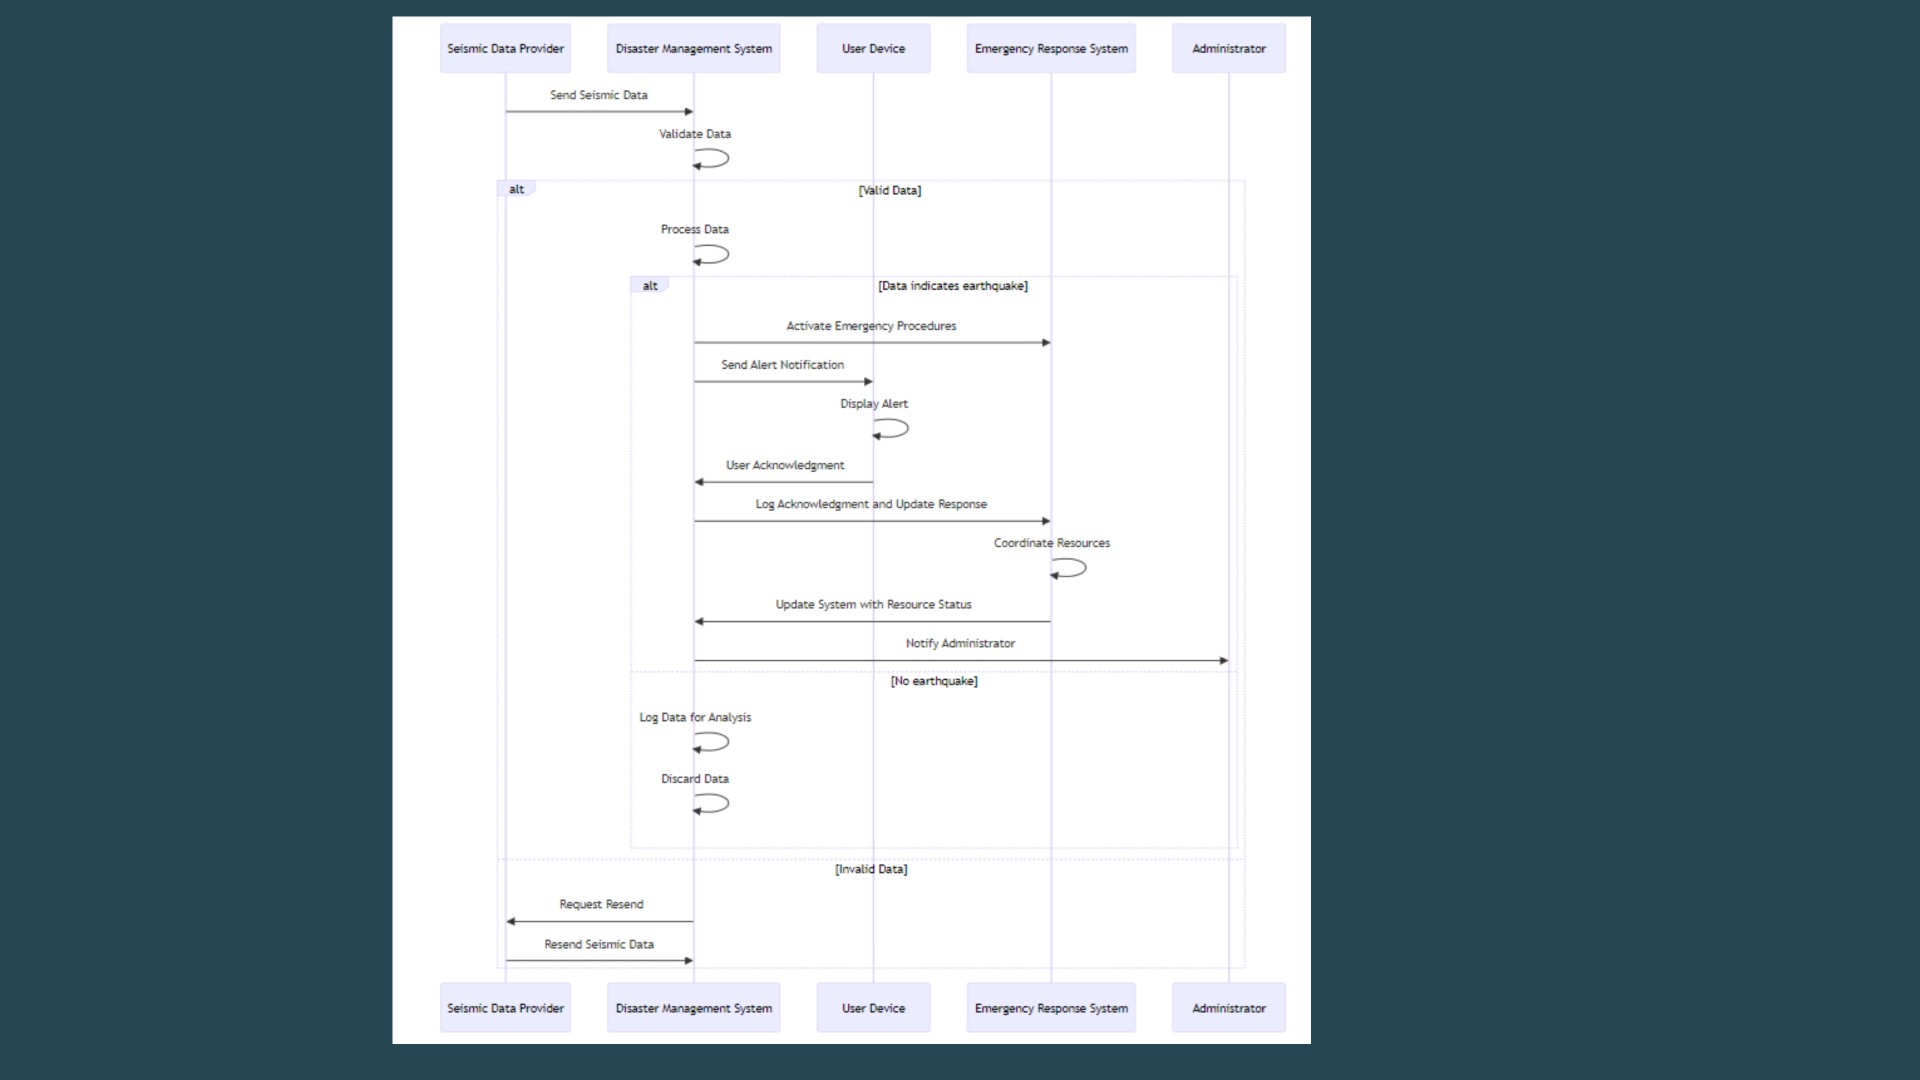 Seismic Data Provider
Disaster Management System
User Device
Emergency Response System
Administrator
Send Seismic Data
Validate Data
alt
[Valid Data]
Process Data
alt
[Data indicates earthquake]
Activate Emergency Procedures
Send Alert Notification
Display Alert
User Acknowledgment
Log Acknowledgment and Update Response
Coordinate Resources
Update System with Resource Status
Notify Administrator
[No earthquake]
Log Data for Analysis
Discard Data
[Invalid Data]
Request Resend
Resend Seismic Data
Seismic Data Provider
Disaster Management System
User Device
Emergency Response System
Administrator